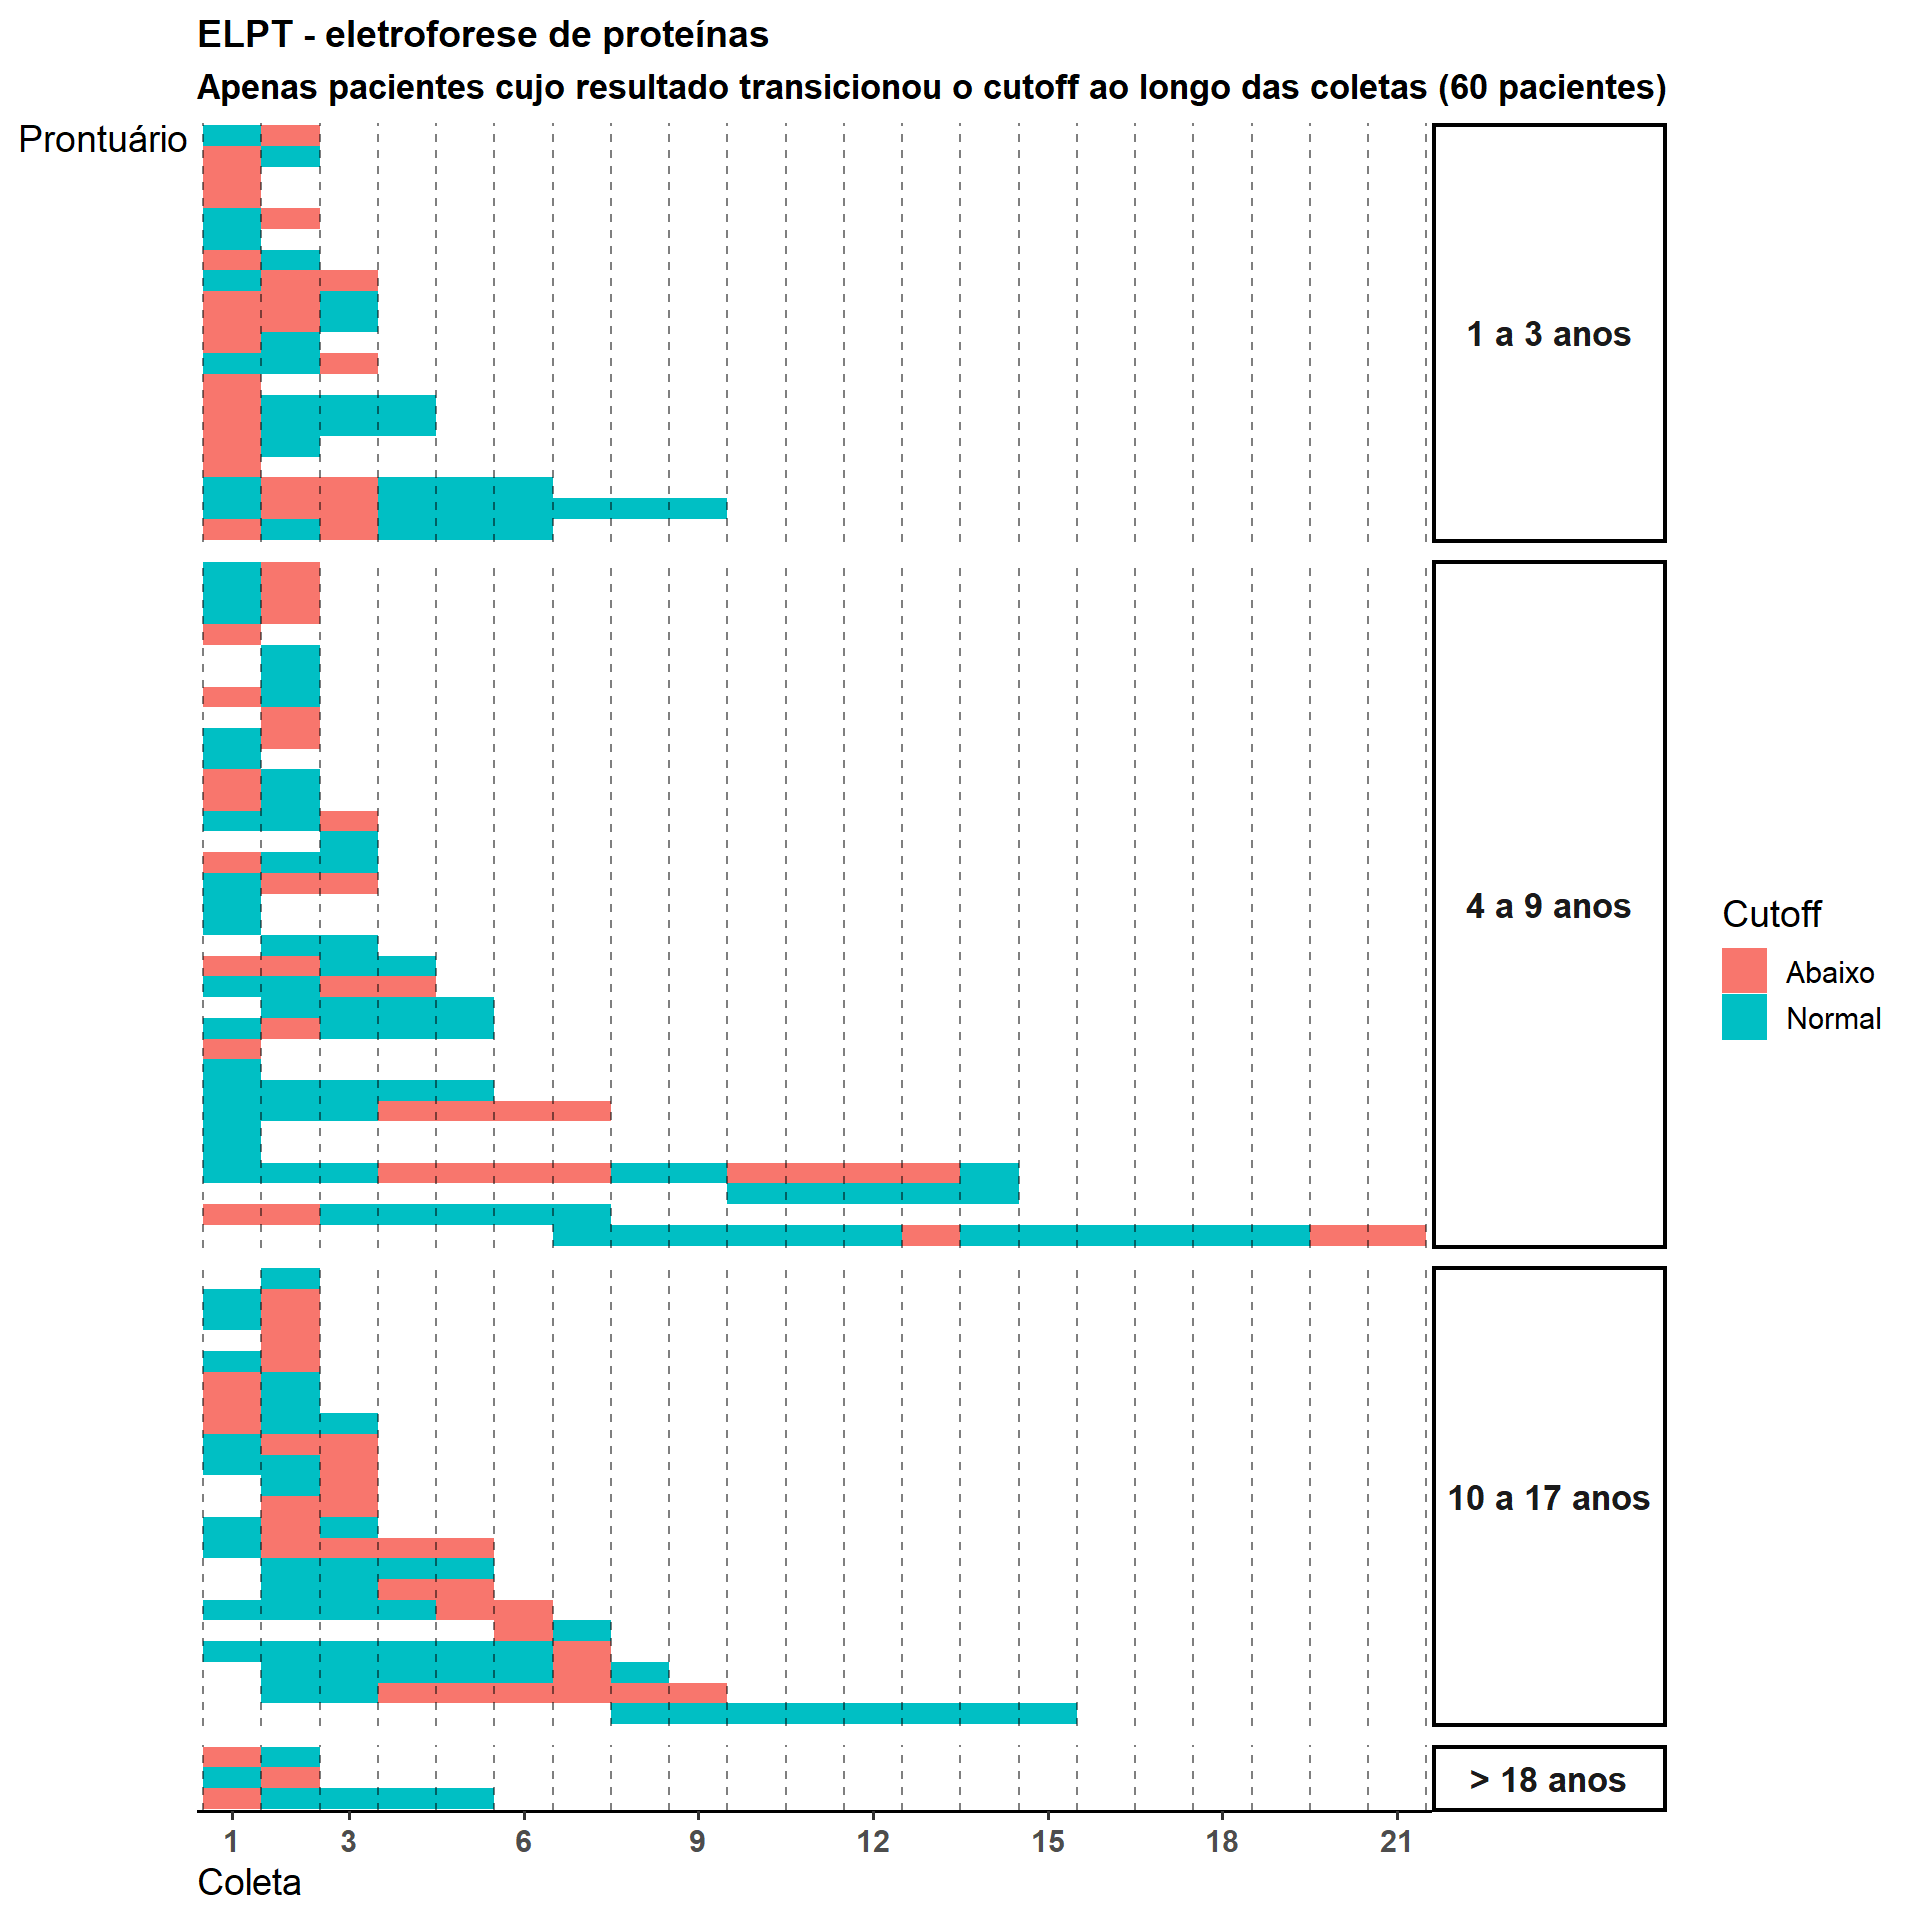 ELPT - eletroforese de proteínas
Apenas pacientes cujo resultado transicionou o cutoff ao longo das coletas (60 pacientes)
Prontuário
1 a 3 anos
4 a 9 anos
Cutoff
Abaixo
Normal
10 a 17 anos
> 18 anos
1 3 6 9 12 15 18 21
Coleta